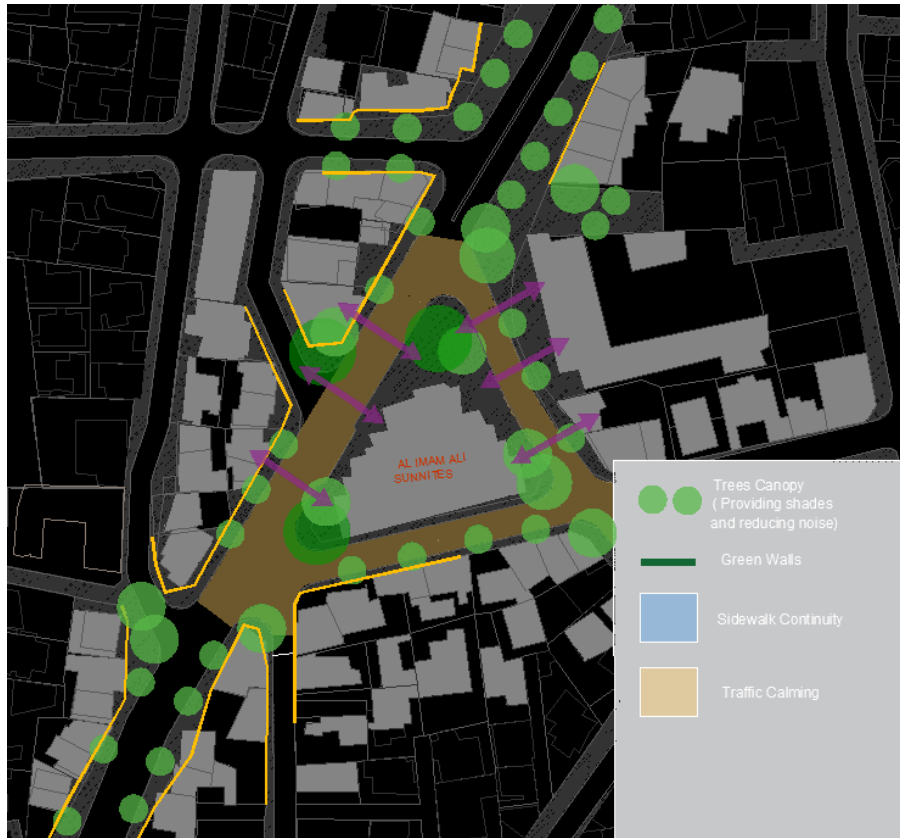 AL IMAM ALI
SUNNITES
Trees Canopy
( Providing shades
and reducing noise)
Green Walls
Sidewalk Continuity
Traffic Calming